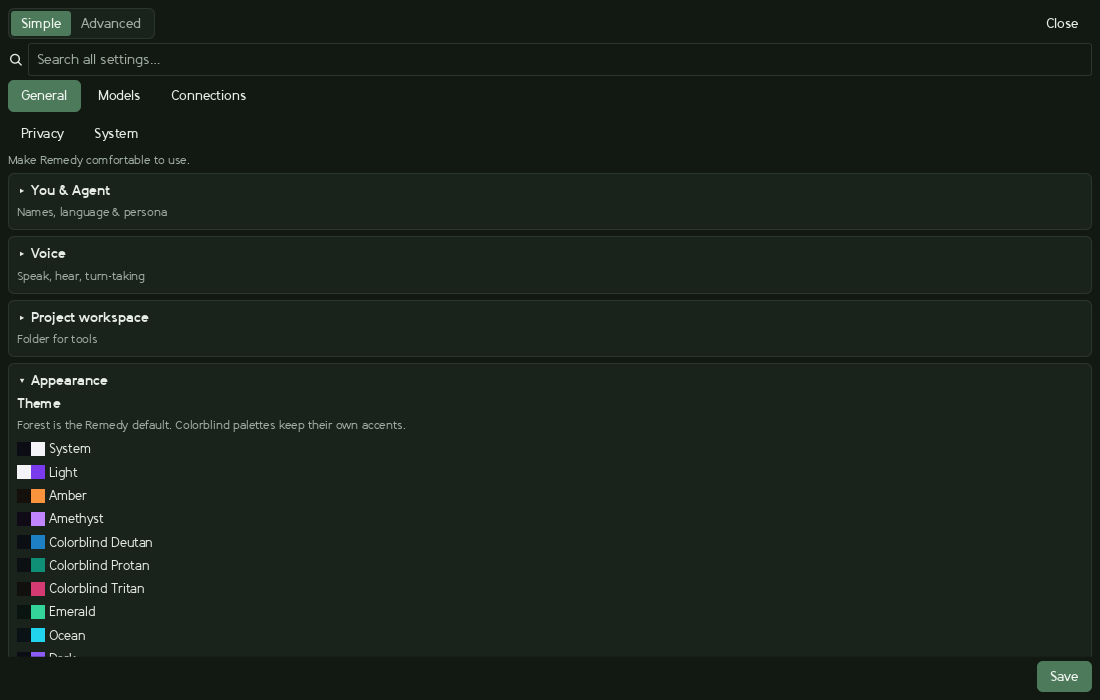 Simple Advanced Close
Search all settings...
General Models Connections
Privacy System
Make Remedy comfortable to use.
You & Agent
Names, language & persona
Voice
Speak, hear, turn-taking
Project workspace
Folder for tools
Appearance
Theme
Forest is the Remedy default. Colorblind palettes keep their own accents.
System
Light
Amber
Amethyst
Colorblind Deutan
Colorblind Protan
Colorblind Tritan
Emerald
Ocean
Save